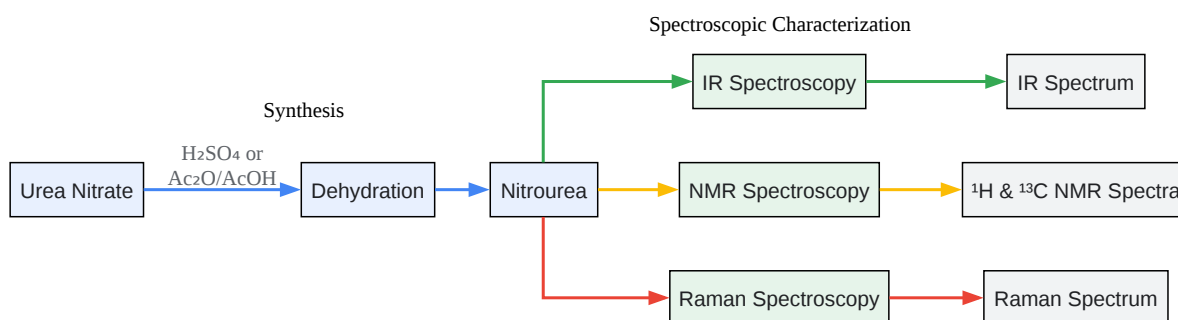 Spectroscopic Characterization
IR Spectroscopy
IR Spectrum
Synthesis
H₂SO₄ or
Ac₂O/AcOH
Urea Nitrate
Dehydration
Nitrourea
NMR Spectroscopy
¹H & ¹³C NMR Spectra
Raman Spectroscopy
Raman Spectrum